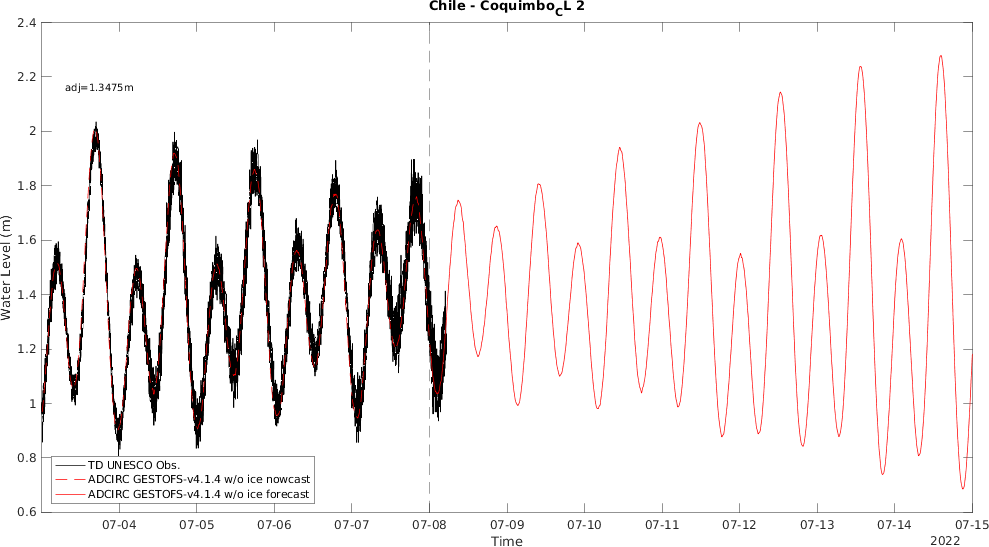 Chile - Coquimbo_CL 2
2.4
2.2
2
1.8
1.6
1.4
1.2
1
0.8
0.6
Water Level (m)
adj=1.3475m
TD UNESCO Obs.
ADCIRC GESTOFS-v4.1.4 w/o ice nowcast
ADCIRC GESTOFS-v4.1.4 w/o ice forecast
07-04 07-05 07-06 07-07 07-08 07-09 07-10 07-11 07-12 07-13 07-14 07-15
Time
2022